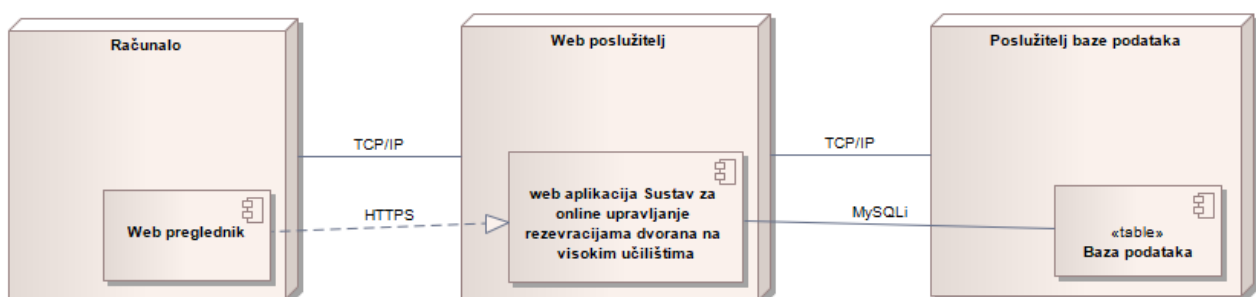 Računalo
Web poslužitelj
Poslužitelj baze podataka
TCP/IP
TCP/IP
Web preglednik
HTTPS
web aplikacija Sustav za
online upravljanje
rezevracijama dvorana na
visokim učilištima
MySQLi
«table»
Baza podataka